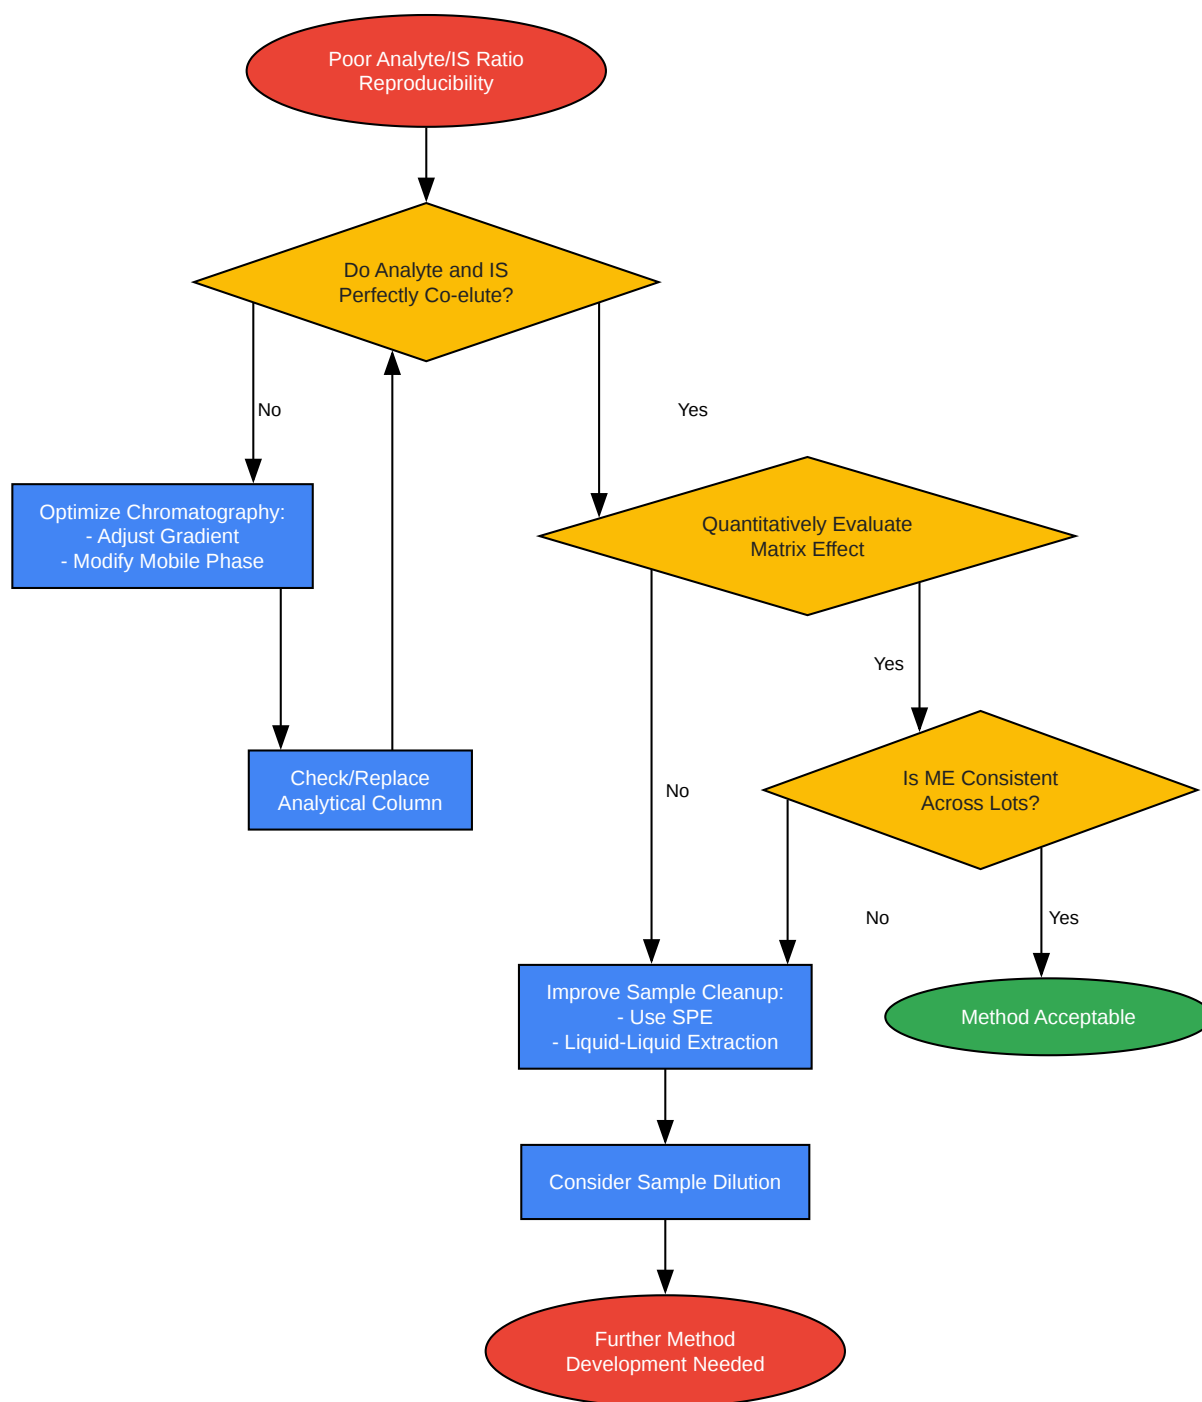 Poor Analyte/IS Ratio
Reproducibility
Do Analyte and IS
Perfectly Co-elute?
No
Yes
Optimize Chromatography:
- Adjust Gradient
- Modify Mobile Phase
Quantitatively Evaluate
Matrix Effect
Yes
Check/Replace
Analytical Column
No
Is ME Consistent
Across Lots?
No
Yes
Improve Sample Cleanup:
- Use SPE
- Liquid-Liquid Extraction
Method Acceptable
Consider Sample Dilution
Further Method
Development Needed